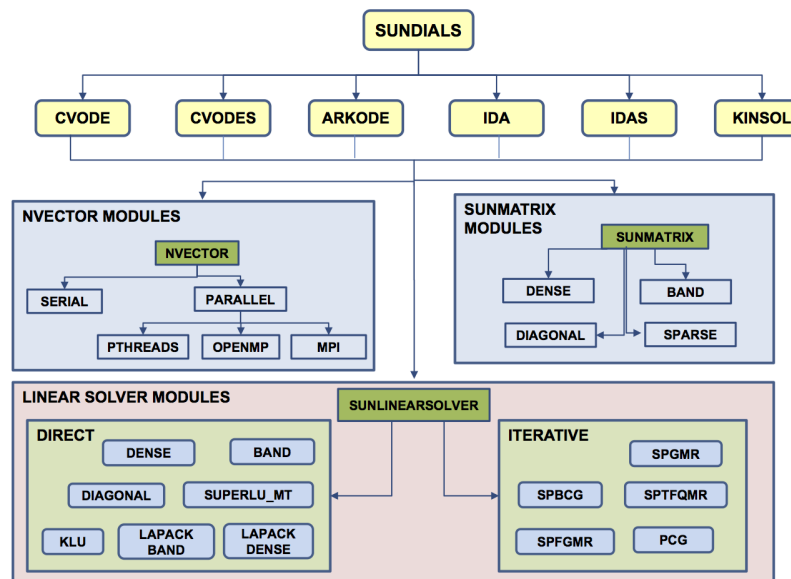 SUNDIALS
CVODE
CVODES
ARKODE
IDA
IDAS
KINSOL
NVECTOR MODULES
NVECTOR
SERIAL
PARALLEL
PTHREADS
OPENMP
MPI
SUNMATRIX
MODULES
SUNMATRIX
DENSE
BAND
DIAGONAL
SPARSE
LINEAR SOLVER MODULES
SUNLINEARSOLVER
DIRECT
DENSE
BAND
DIAGONAL
SUPERLU_MT
KLU
LAPACK
BAND
LAPACK
DENSE
ITERATIVE
SPGMR
SPBCG
SPTFQMR
SPFGMR
PCG